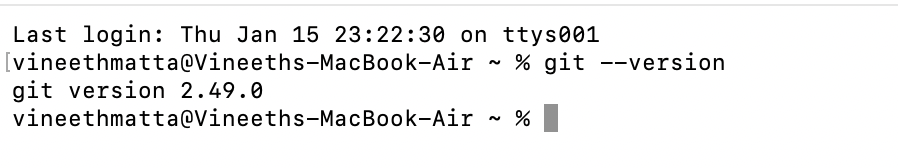 Last login: Thu Jan 15 23:22:30 on ttys001
[vineethmatta@Vineeths-MacBook-Air ~ % git --version
git version 2.49.0
vineethmatta@Vineeths-MacBook-Air ~ %